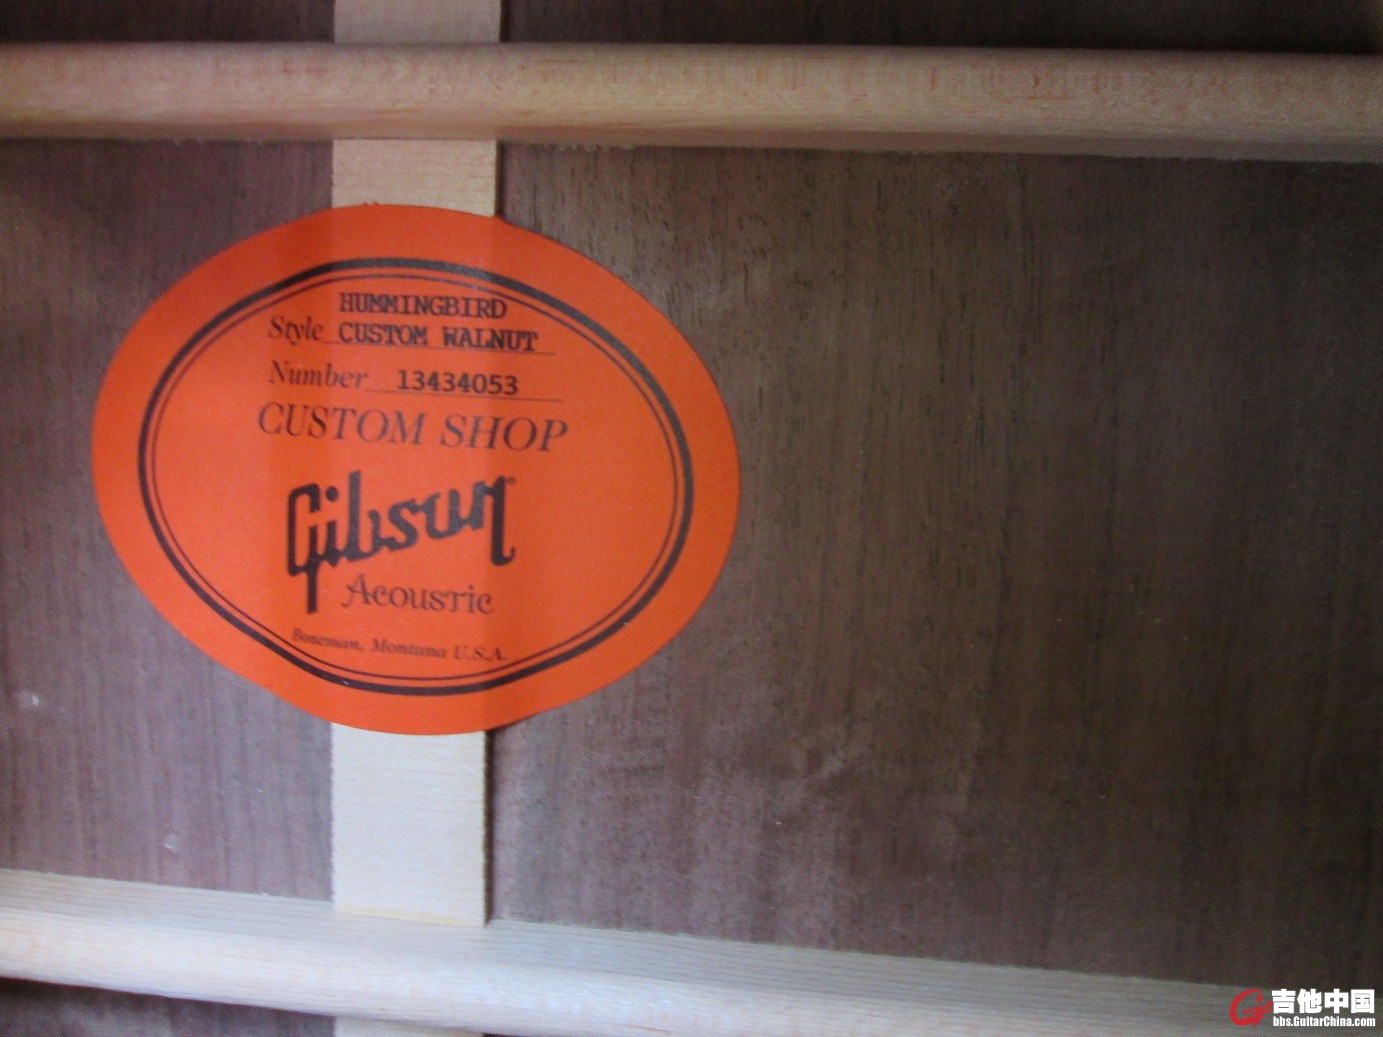 HUMMINGBIRD
Style CUSTOM WALNUT
Number 13434053
CUSTOM SHOP
Gibson
Acoustic
Bozeman, Montana U.S.A.
吉他中国
bbs.GuitarChina.com